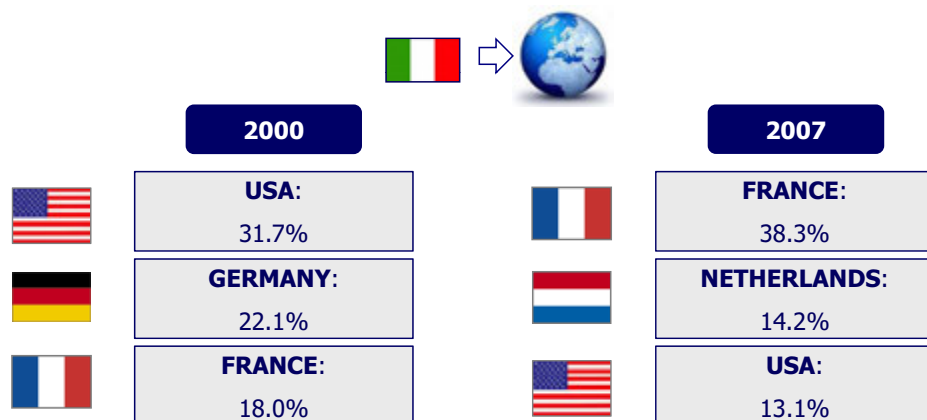 2000
USA:
31.7%
GERMANY:
22.1%
FRANCE:
18.0%
2007
FRANCE:
38.3%
NETHERLANDS:
14.2%
USA:
13.1%